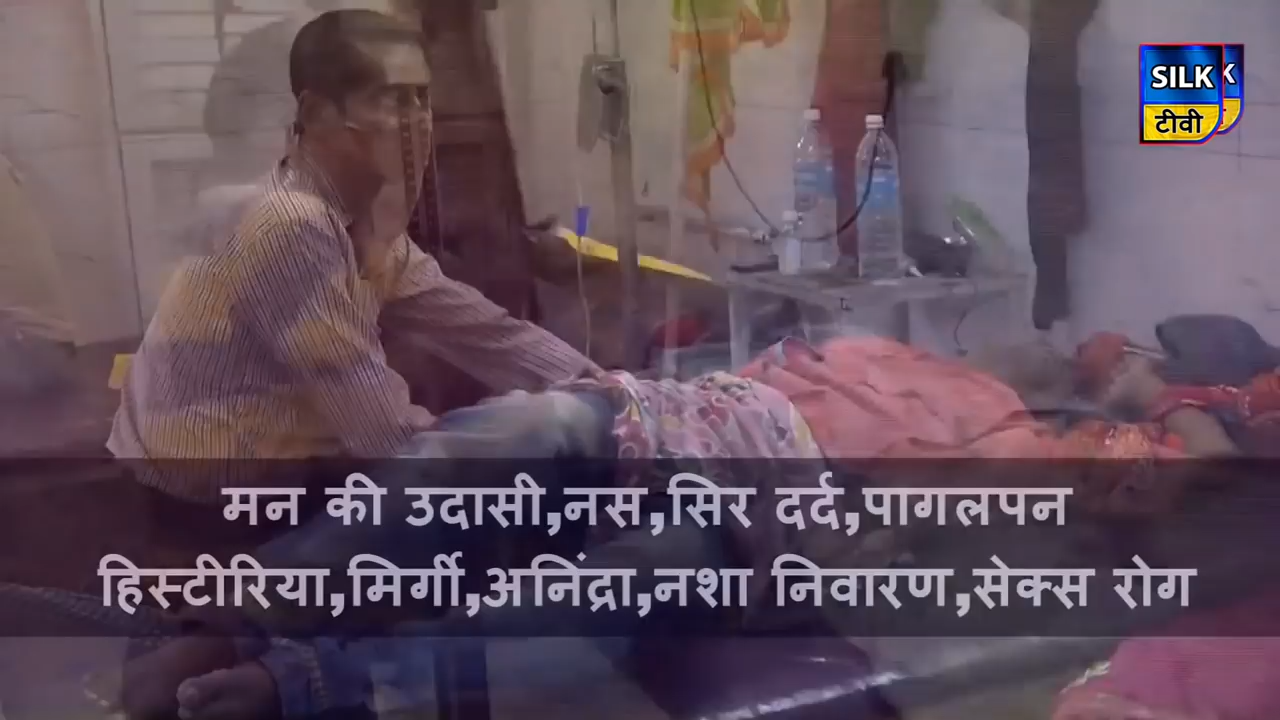 SILK
K
टीवी
मन की उदासी,नस,सिर दर्द,पागलपन
हिस्टीरिया,मिर्गी,अनिंद्रा,नशा निवारण,सेक्स रोग